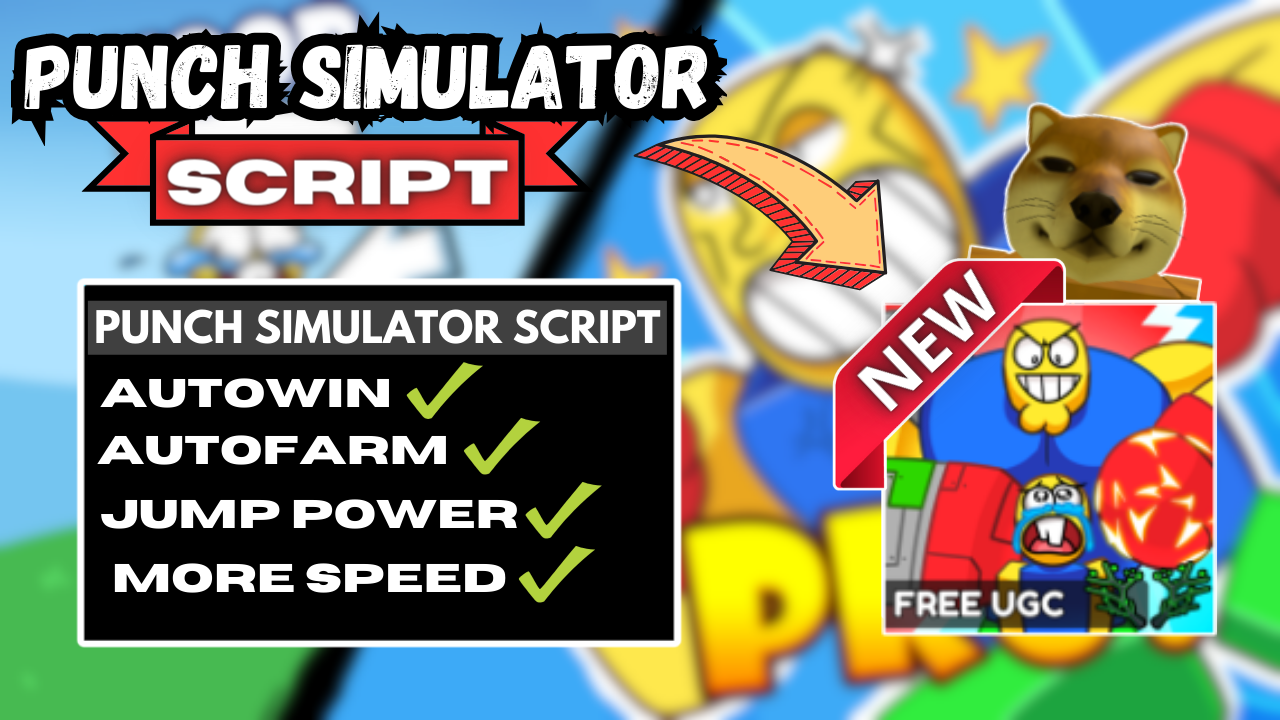 PUNCH SIMULATOR
SCRIPT
PUNCH SIMULATOR SCRIPT
AUTOWIN
AUTOFARM
JUMP POWER
MORE SPEED
NEW
FREE UGC